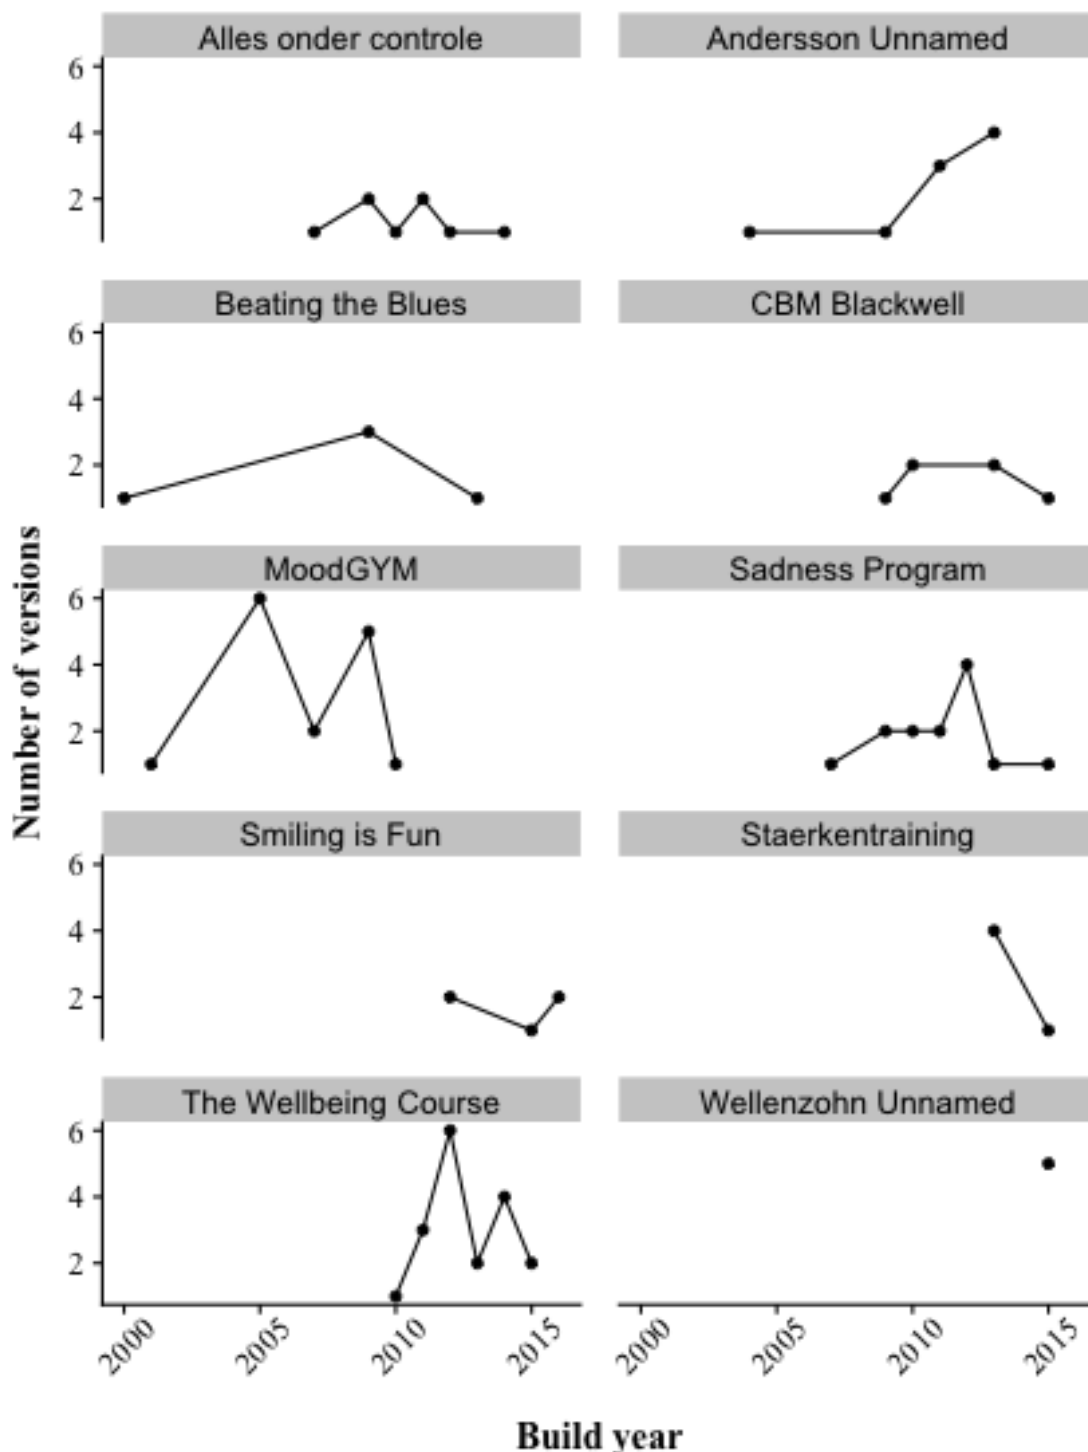 Alles onder controle
Andersson Unnamed
6
4
2
Beating the Blues
CBM Blackwell
6
4
2
MoodGYM
Sadness Program
6
4
2
Smiling is Fun
Staerkentraining
6
4
2
The Wellbeing Course
Wellenzohn Unnamed
6
4
2
Number of versions
2000 2005 2010 2015
2000 2005 2010 2015
Build year